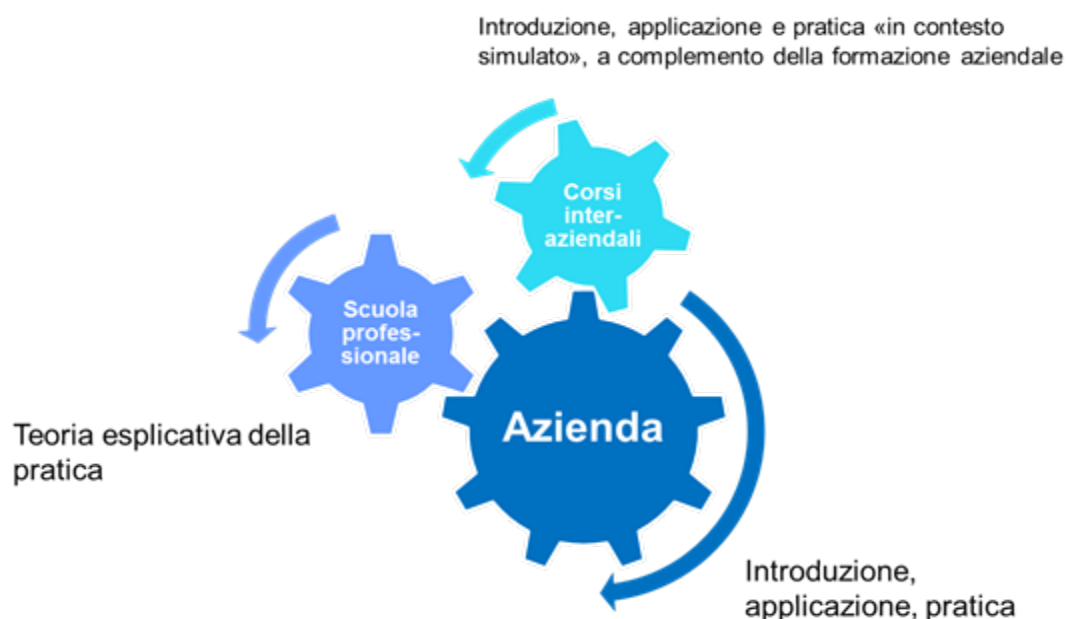 Introduzione, applicazione e pratica «in contesto
simulato», a complemento della formazione aziendale
Corsi
inter-
aziendali
Scuola
profes-
sionale
Azienda
Teoria esplicativa della
pratica
Introduzione,
applicazione, pratica